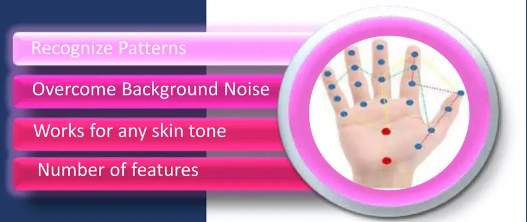 Recognize Patterns
Overcome Background Noise
Works for any skin tone
Number of features